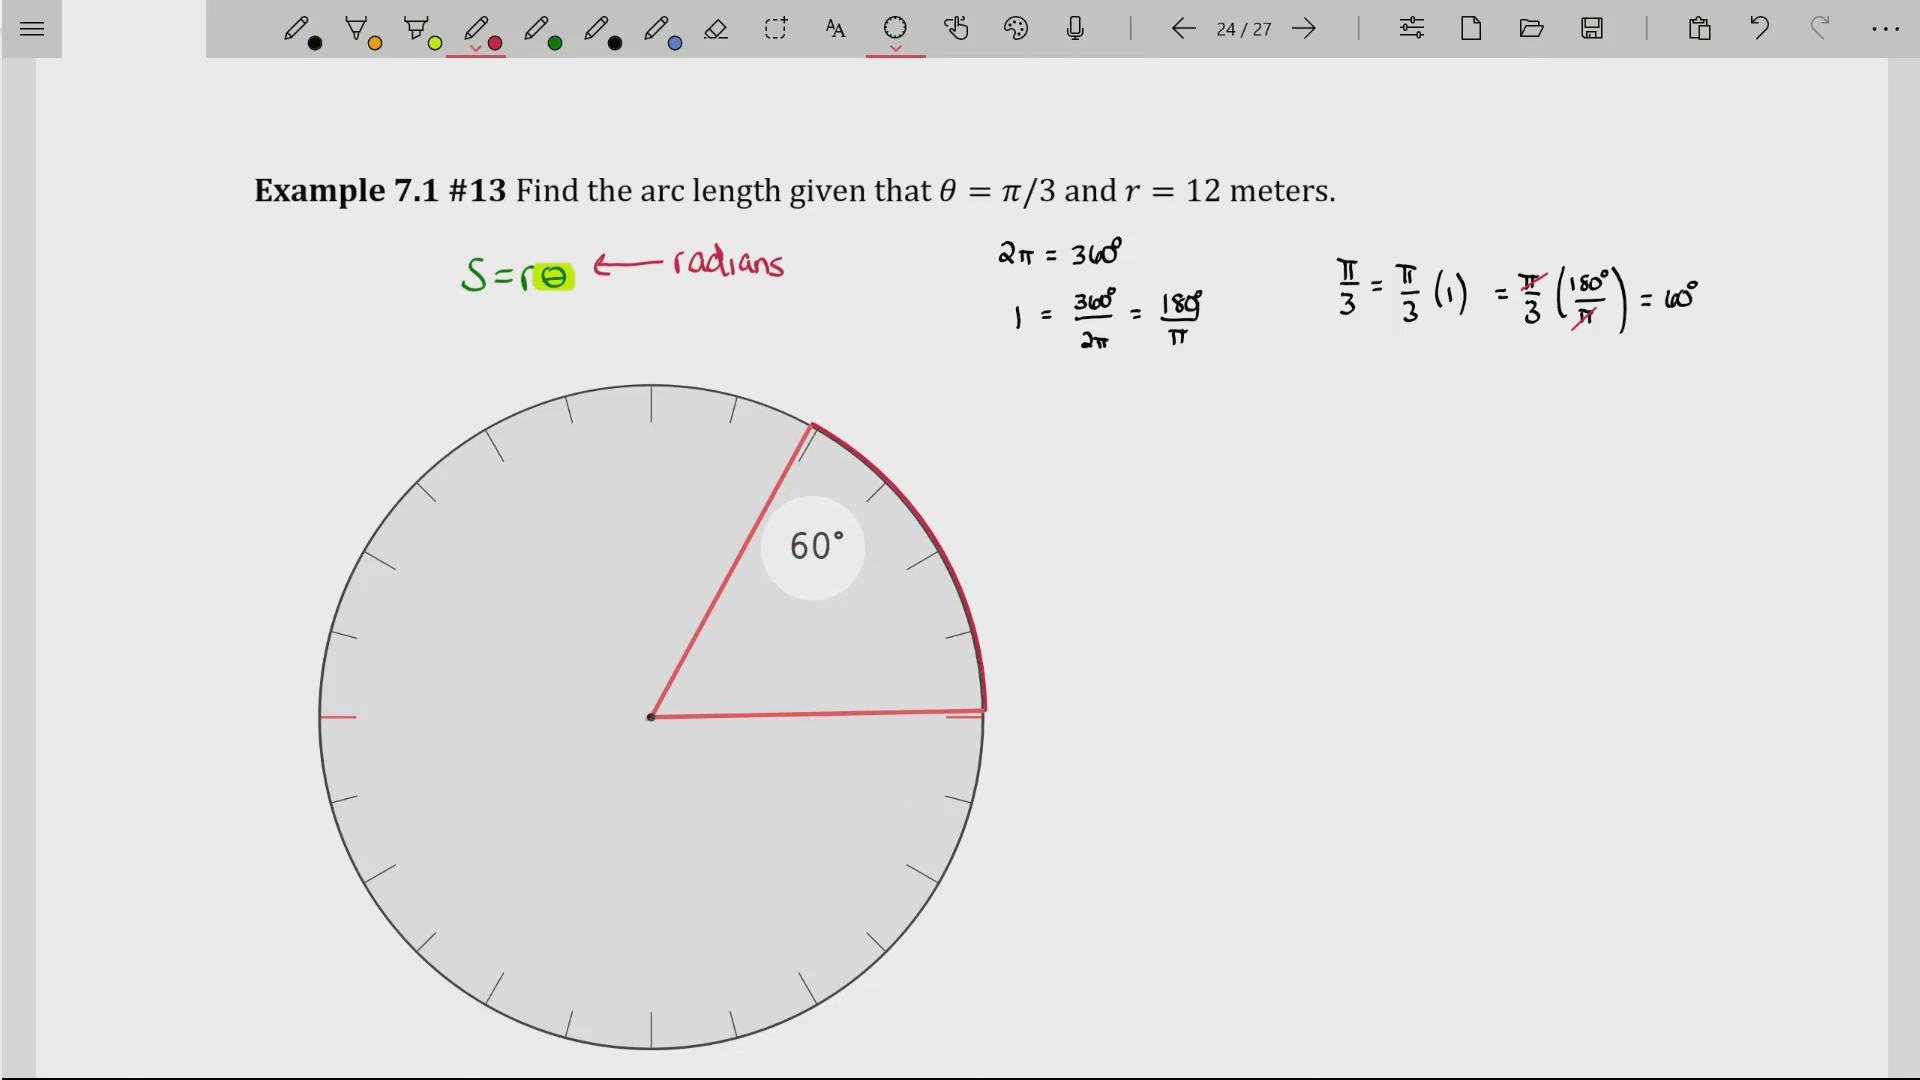 24 / 27
Example 7.1 #13 Find the arc length given that θ = π/3 and r = 12 meters.
S = rθ ← radians
2π = 360°
1 = 360°/2π = 180°/π
π/3 = π/3 (1) = π/3 (180°/π) = 60°
60°